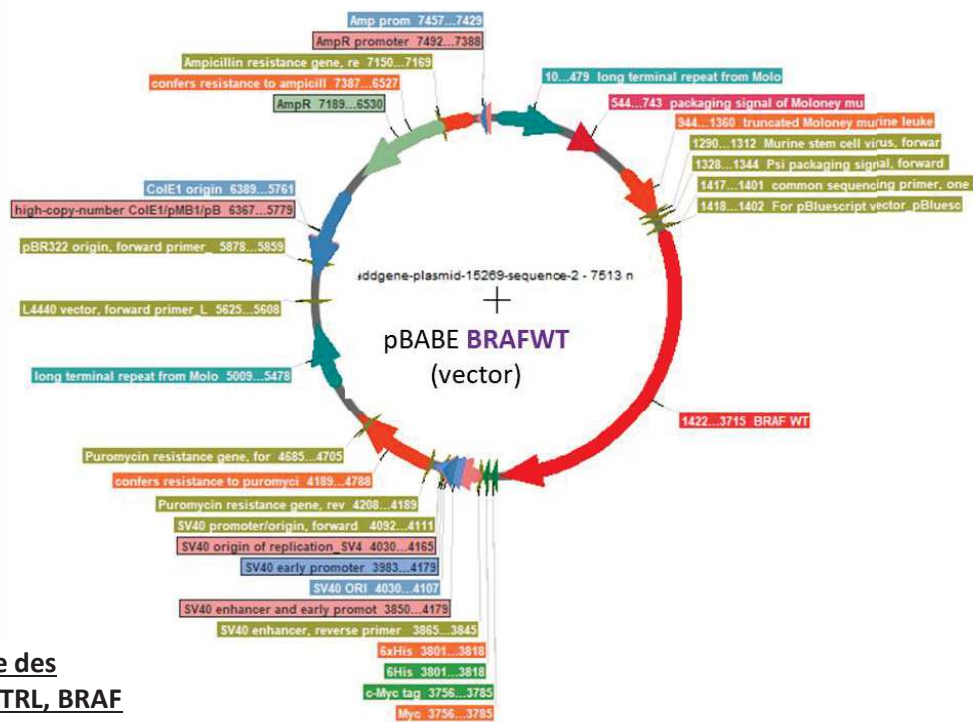 Amp prom 7457...7429
AmpR promoter 7492...7388
Ampicillin resistance gene, re 7150...7169
confers resistance to ampicill 7387...6527
AmpR 7189...6530
10...479 long terminal repeat from Molo
544...743 packaging signal of Moloney mu
944...1360 truncated Moloney murine leuke
1290...1312 Murine stem cell virus, forwar
1328...1344 Psi packaging signal, forward
1417...1401 common sequencing primer, one
1418...1402 For pBluescript vector_pBluesc
ColE1 origin 6389...5761
high-copy-number ColE1/pMB1/pB 6367...5779
pBR322 origin, forward primer_ 5878...5859
L4440 vector, forward primer_L 5625...5608
long terminal repeat from Molo 5009...5478
addgene-plasmid-15269-sequence-2 - 7513 n
pBABE BRAFWT
(vector)
1422...3715 BRAF WT
Puromycin resistance gene, for 4685...4705
confers resistance to puromyci 4189...4788
Puromycin resistance gene, rev 4208...4189
SV40 promoter/origin, forward 4092...4111
SV40 origin of replication_SV4 4030...4165
SV40 early promoter 3983...4179
SV40 ORI 4030...4107
SV40 enhancer and early promot 3850...4179
SV40 enhancer, reverse primer 3865...3845
6xHis 3801...3818
6His 3801...3818
c-Myc tag 3756...3785
Myc 3756...3785
e des
TRL, BRAF